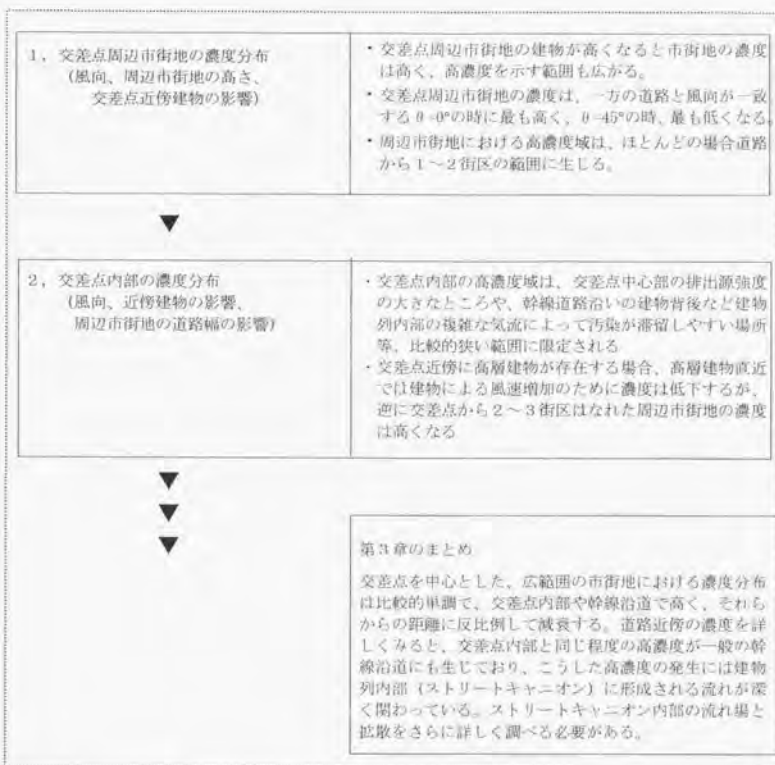 1，交差点周辺市街地の濃度分布
(風向、周辺市街地の高さ、
交差点近傍建物の影響)
・交差点周辺市街地の建物が高くなると市街地の濃度
は高く、高濃度を示す範囲も広がる。
・交差点周辺市街地の濃度は、一方の道路と風向が一致
するθ=0°の時に最も高く、θ=45°の時、最も低くなる。
・周辺市街地における高濃度域は、ほとんどの場合道路
から1～2街区の範囲に生じる。
▼
2，交差点内部の濃度分布
(風向、近傍建物の影響、
周辺市街地の道路幅の影響)
・交差点内部の高濃度域は、交差点中心部の排出源強度
の大きなところや、幹線道路沿いの建物背後など建物
列内部の複雑な気流によって汚染が滞留しやすい場所
等、比較的狭い範囲に限定される
・交差点近傍に高層建物が存在する場合、高層建物直近
では建物による風速増加のために濃度は低下するが、
逆に交差点から2～3街区はなれた周辺市街地の濃度
は高くなる
▼
▼
▼
第3章のまとめ
交差点を中心とした、広範囲の市街地における濃度分布
は比較的単調で、交差点内部や幹線沿道で高く、それら
からの距離に反比例して減衰する。道路近傍の濃度を詳
しくみると、交差点内部と同じ程度の高濃度が一般の幹
線沿道にも生じており、こうした高濃度の発生には建物
列内部（ストリートキャニオン）に形成される流れが深
く関わっている。ストリートキャニオン内部の流れ場と
拡散をさらに詳しく調べる必要がある。